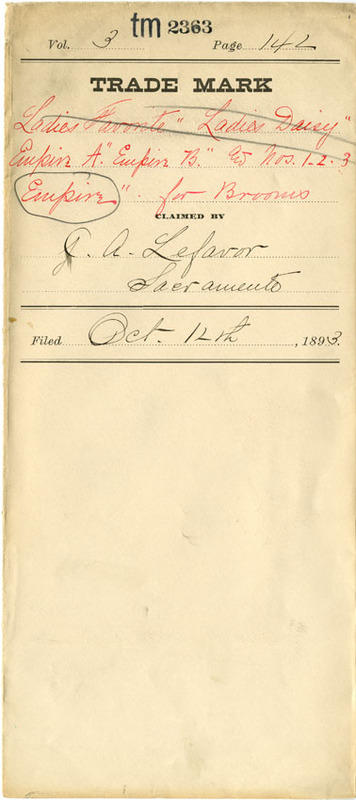 tm 2363
Vol. 3 Page 142
TRADE MARK
Ladies Favorite" Ladies Daisy"
Empire A." Empire B." & Nos. 1-2-3
Empire" for Brooms
CLAIMED BY
A. Lefavor
Sacramento
Filed Oct. 12th, 1893.